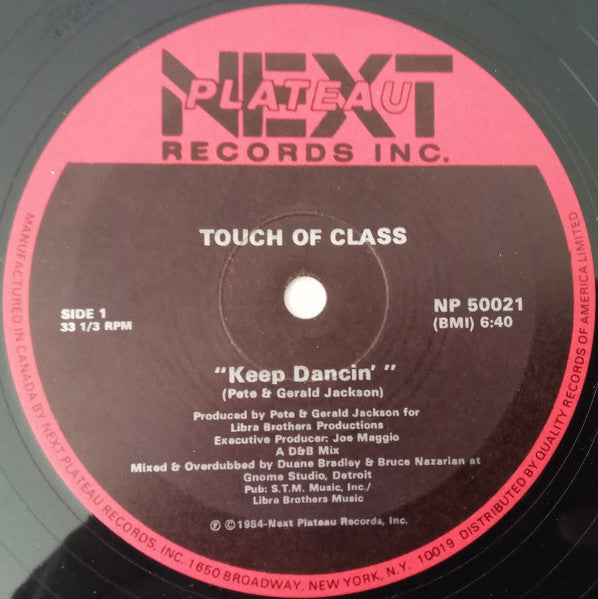 NEXT
PLATEAU
RECORDS INC.
TOUCH OF CLASS
SIDE 1
33 1/3 RPM
NP 50021
(BMI) 6:40
"Keep Dancin' "
(Pete & Gerald Jackson)
Produced by Pete & Gerald Jackson for
Libra Brothers Productions
Executive Producer: Joe Maggio
A D&B Mix
Mixed & Overdubbed by Duane Bradley & Bruce Nazarian at
Gnome Studio, Detroit
Pub: S.T.M. Music, Inc./
Libra Brothers Music
Ⓟ ©1984-Next Plateau Records, Inc.
MANUFACTURED IN CANADA BY NEXT PLATEAU RECORDS, INC. 1650 BROADWAY, NEW YORK, N.Y. 10019 DISTRIBUTED BY QUALITY RECORDS OF AMERICA LIMITED